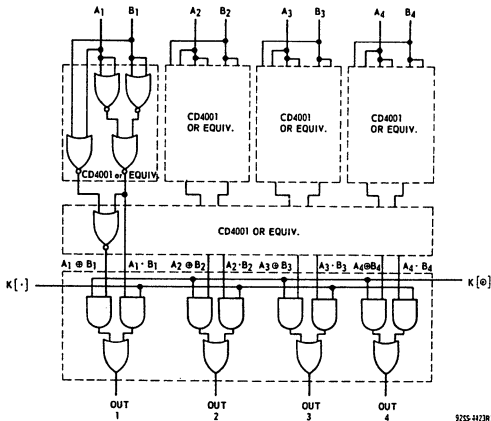 A1 B1 A2 B2 A3 B3 A4 B4
CD4001 OR EQUIV.
CD4001 OR EQUIV.
CD4001 OR EQUIV.
CD4001 or EQUIV.
CD4001 OR EQUIV.
A1 ⊕ B1 A1 · B1 A2 ⊕ B2 A2 · B2 A3 ⊕ B3 A3 · B3 A4 ⊕ B4 A4 · B4
K [·] K [⊕]
OUT 1
OUT 2
OUT 3
OUT 4
92SS-4423R